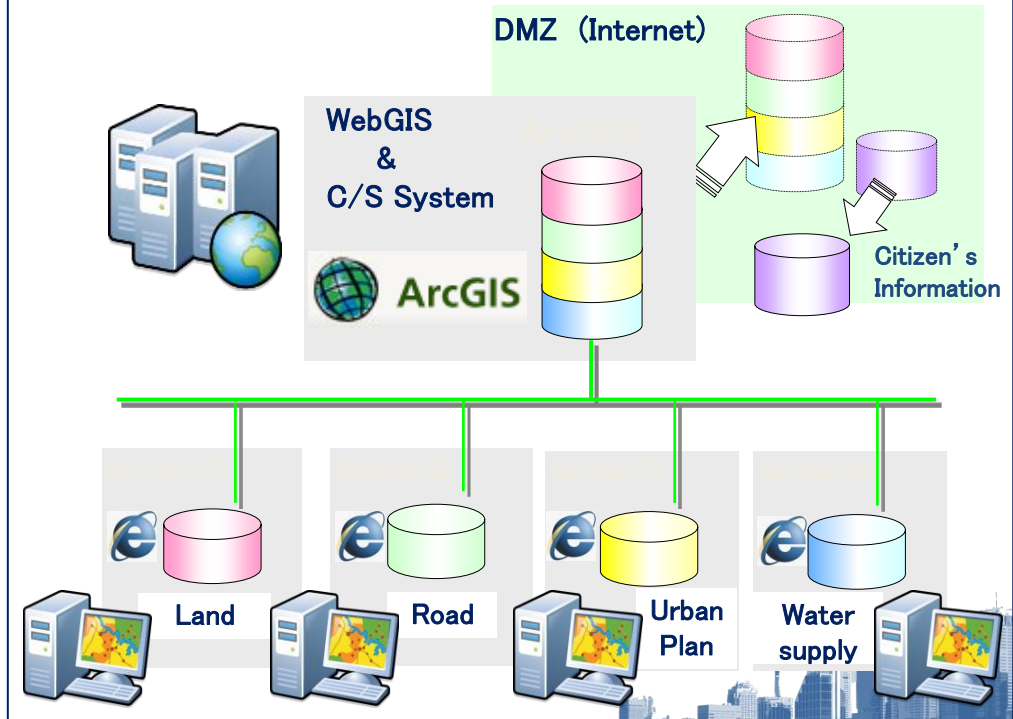 DMZ (Internet)
WebGIS
&
C/S System
ArcGIS
Citizen's
Information
Land
Road
Urban
Plan
Water
supply